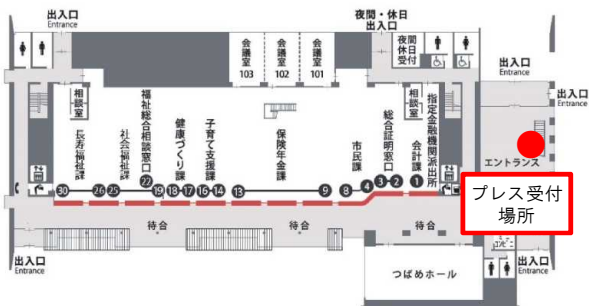 出入口
Entrance
夜間・休日
出入口
会議室
103
会議室
102
会議室
101
夜間
休日
受付
出入口
Entrance
出入口
Entrance
相談室
相談室
長寿福祉課
社会福祉課
福祉総合相談窓口
健康づくり課
子育て支援課
保険年金課
市民課
総合証明窓口
会計課
指定金融機関派出所
エントランス
30
26
25
22
19
18
17
16
14
13
9
8
4
3
2
1
プレス受付
場所
待合
待合
待合
コンビニ
出入口
Entrance
つばめホール
出入口
Entrance